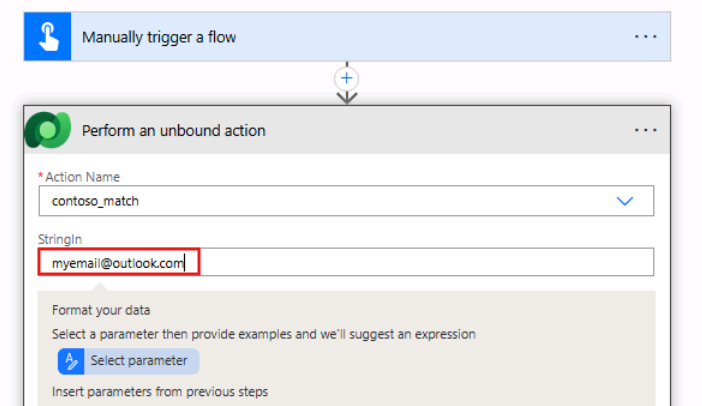 Manually trigger a flow
Perform an unbound action
* Action Name
contoso_match
StringIn
myemail@outlook.com
Format your data
Select a parameter then provide examples and we'll suggest an expression
Select parameter
Insert parameters from previous steps